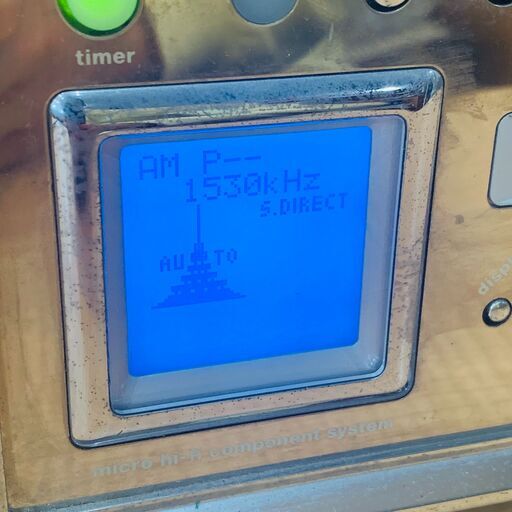 timer
AM P--
1530kHz
S.DIRECT
AUTO
micro hi-fi component system